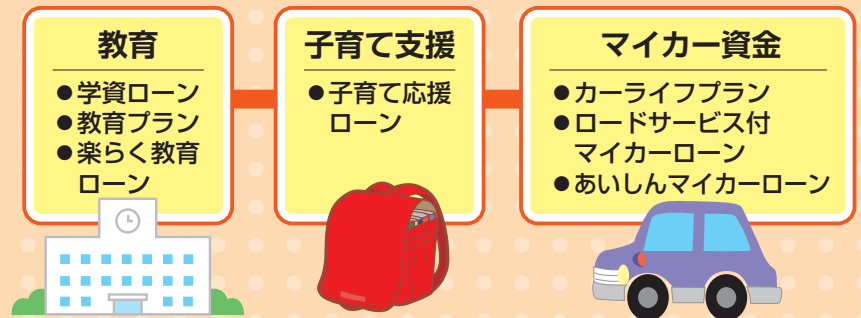 教育
●学資ローン
●教育プラン
●楽らく教育
ローン
子育て支援
●子育て応援
ローン
マイカー資金
●カーライフプラン
●ロードサービス付
マイカーローン
●あいしんマイカーローン